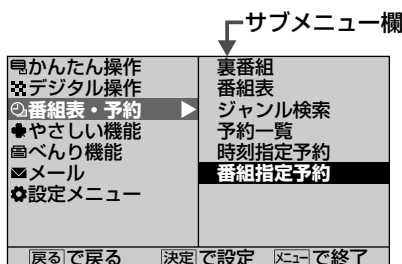 サブメニュー欄
かんたん操作
デジタル操作
番組表・予約
やさしい機能
べんり機能
メール
設定メニュー
裏番組
番組表
ジャンル検索
予約一覧
時刻指定予約
番組指定予約
戻る で戻る 決定 で設定 メニュー で終了